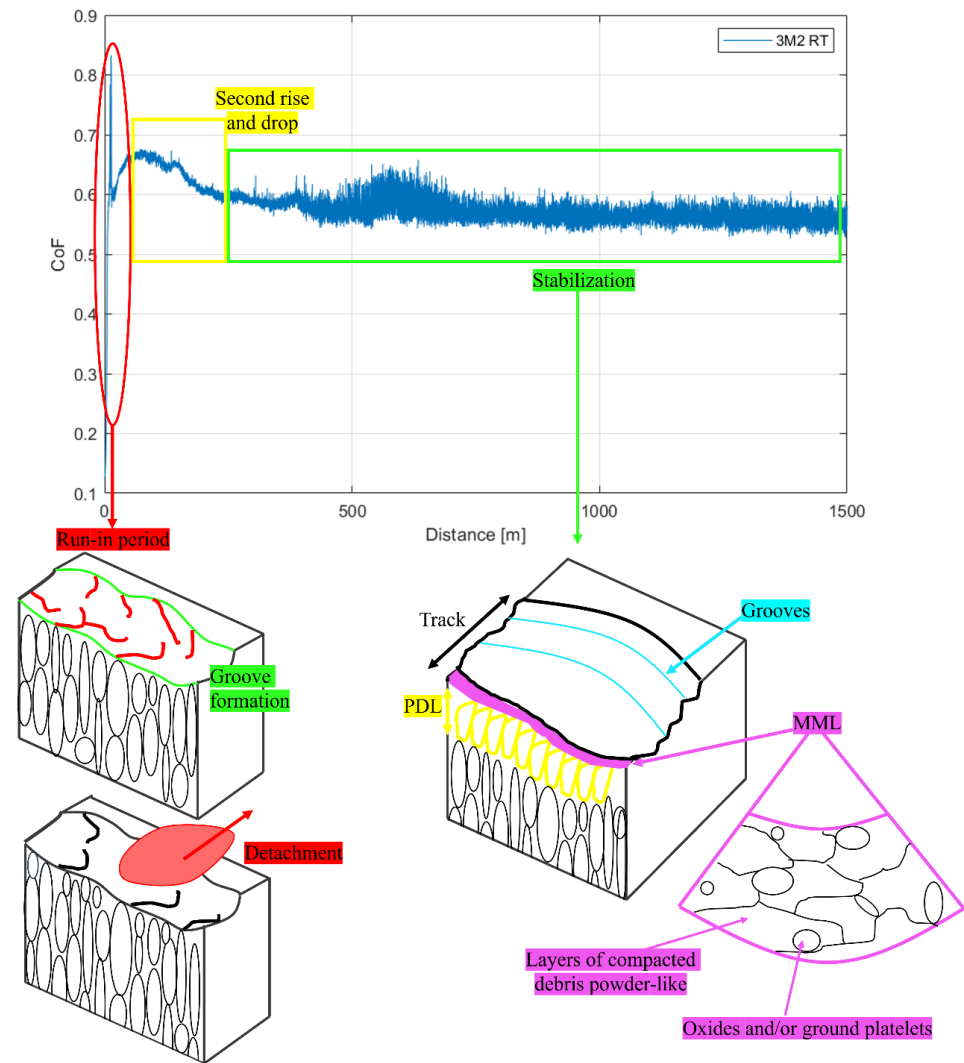 0.9
3M2 RT
0.8
Second rise
and drop
0.7
0.6
0.5
CoF
Stabilization
0.4
0.3
0.2
0.1
0
500
1000
1500
Distance [m]
Run-in period
Grooves
Track
Groove
formation
PDL
MML
Detachment
Layers of compacted
debris powder-like
Oxides and/or ground platelets